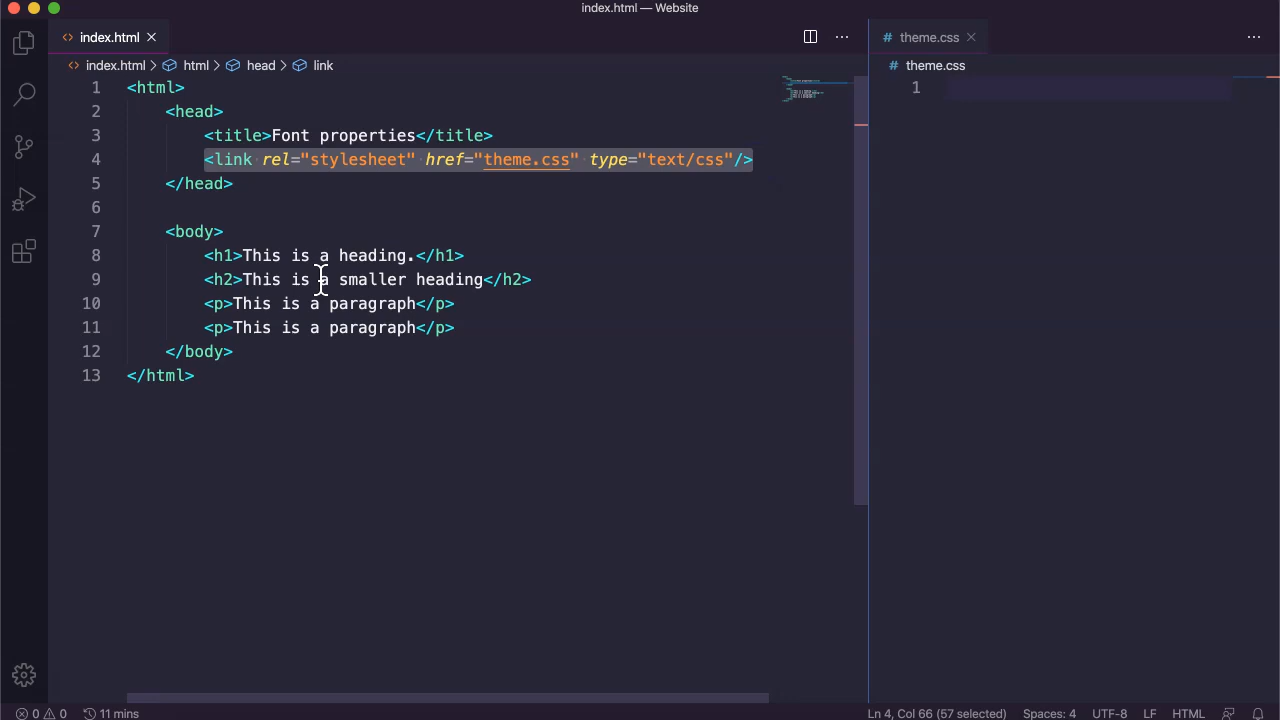 index.html — Website
index.html
theme.css
index.html > html > head > link
theme.css
1 <html>
2 <head>
3 <title>Font properties</title>
4 <link rel="stylesheet" href="theme.css" type="text/css"/>
5 </head>
6
7 <body>
8 <h1>This is a heading.</h1>
9 <h2>This is a smaller heading</h2>
10 <p>This is a paragraph</p>
11 <p>This is a paragraph</p>
12 </body>
13 </html>
1
0 0 11 mins
Ln 4, Col 66 (57 selected) Spaces: 4 UTF-8 LF HTML